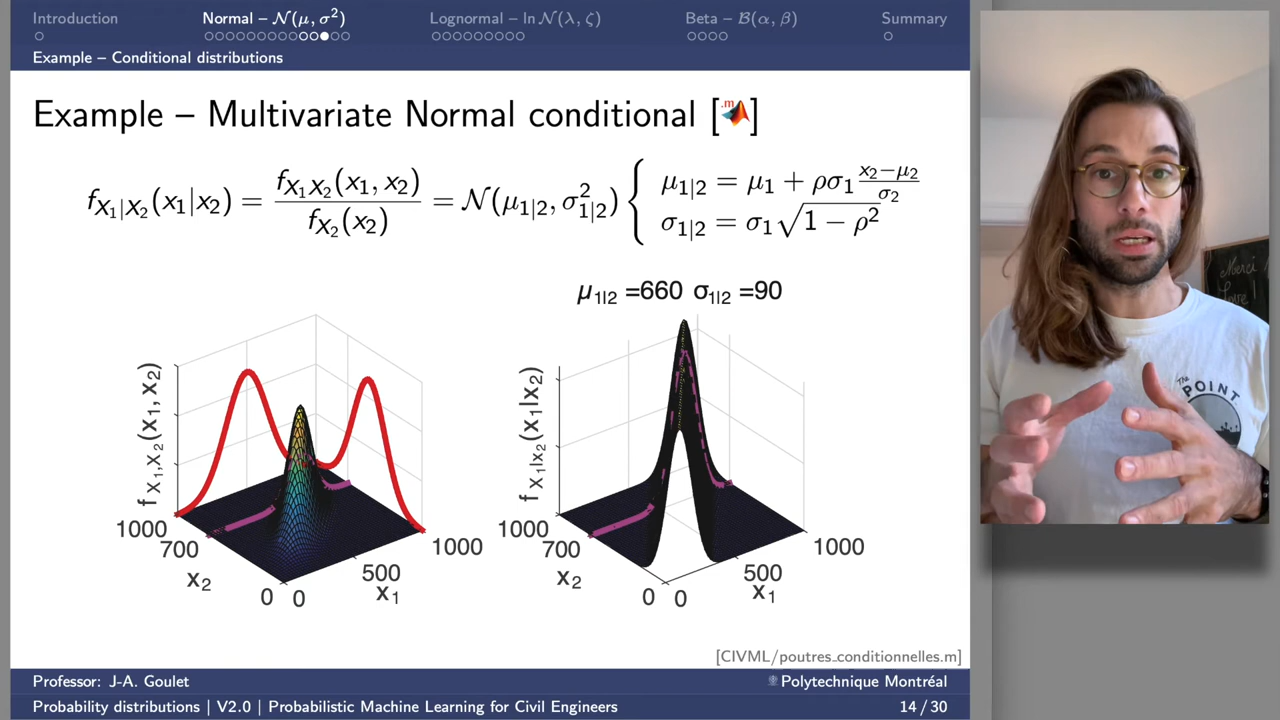 Introduction
Normal – 𝒩(μ, σ²)
Lognormal – ln 𝒩(λ, ζ)
Beta – ℬ(α, β)
Summary
Example – Conditional distributions
Example – Multivariate Normal conditional [.m]
f_{X₁|X₂}(x₁|x₂) = f_{X₁X₂}(x₁, x₂) / f_{X₂}(x₂) = 𝒩(μ_{1|2}, σ²_{1|2}) { μ_{1|2} = μ₁ + ρσ₁ (x₂−μ₂)/σ₂
σ_{1|2} = σ₁√(1 − ρ²)
μ_{1|2} =660 σ_{1|2} =90
f_{X₁,X₂}(x₁, x₂)
1000
700
x₂
0
0
500
x₁
1000
f_{X₁|x₂}(x₁|x₂)
1000
700
x₂
0
0
500
x₁
1000
[CIVML/poutres_conditionnelles.m]
Professor: J-A. Goulet
Polytechnique Montréal
Probability distributions | V2.0 | Probabilistic Machine Learning for Civil Engineers
14 / 30
Merci
The
POINT